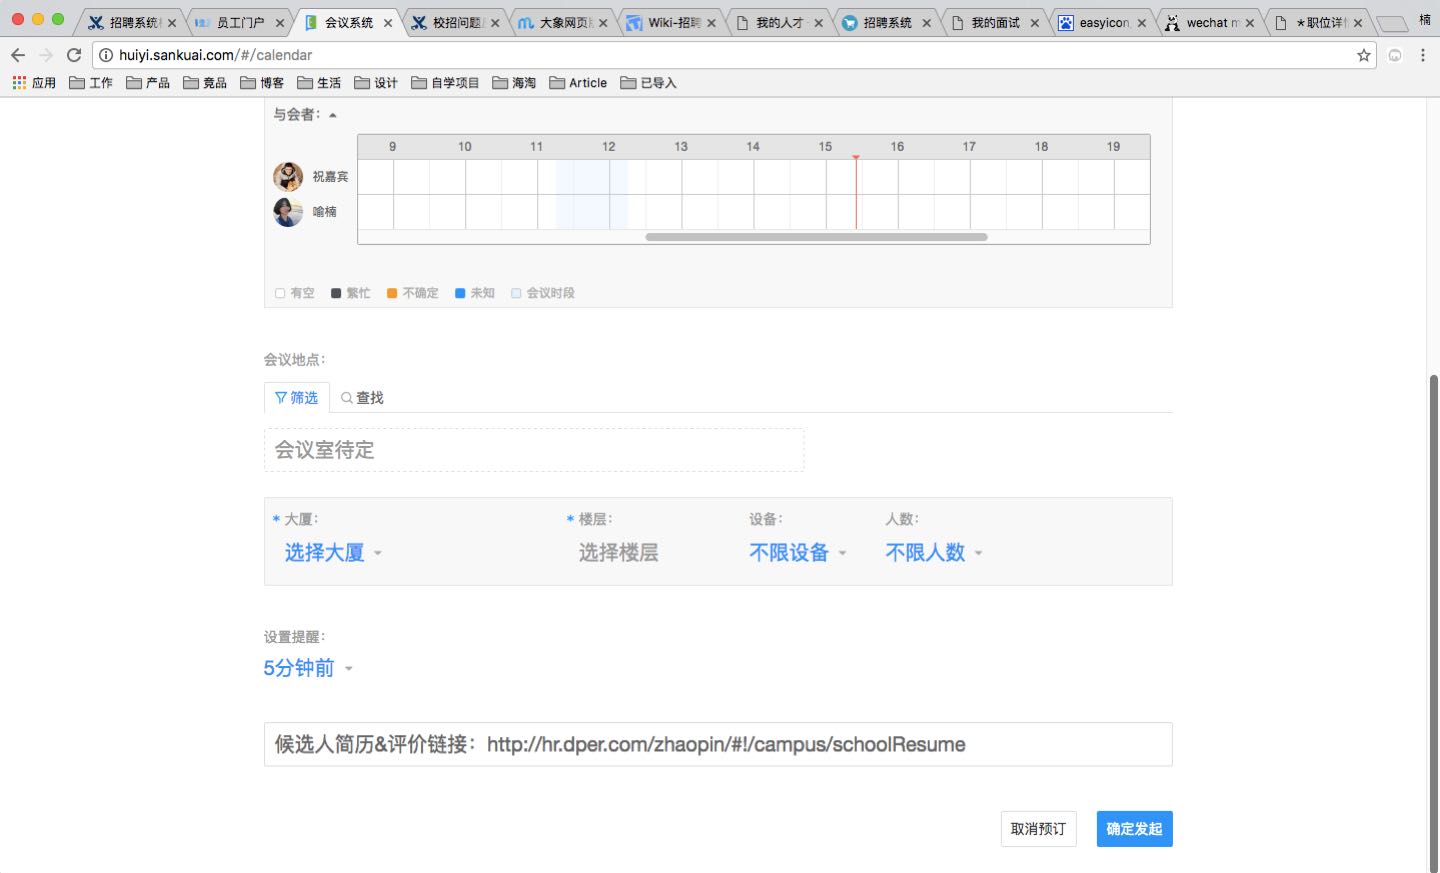 招聘系统
员工门户
会议系统
校招问题
大象网页
Wiki-招聘
我的人才
招聘系统
我的面试
easyicon
wechat m
*职位详情
楠
huiyi.sankuai.com/#/calendar
应用 工作 产品 竞品 博客 生活 设计 自学项目 海淘 Article 已导入
与会者：
9 10 11 12 13 14 15 16 17 18 19
祝嘉宾
喻楠
有空 繁忙 不确定 未知 会议时段
会议地点：
筛选 查找
会议室待定
* 大厦： * 楼层： 设备： 人数：
选择大厦 选择楼层 不限设备 不限人数
设置提醒：
5分钟前
候选人简历&评价链接：http://hr.dper.com/zhaopin/#!/campus/schoolResume
取消预订 确定发起